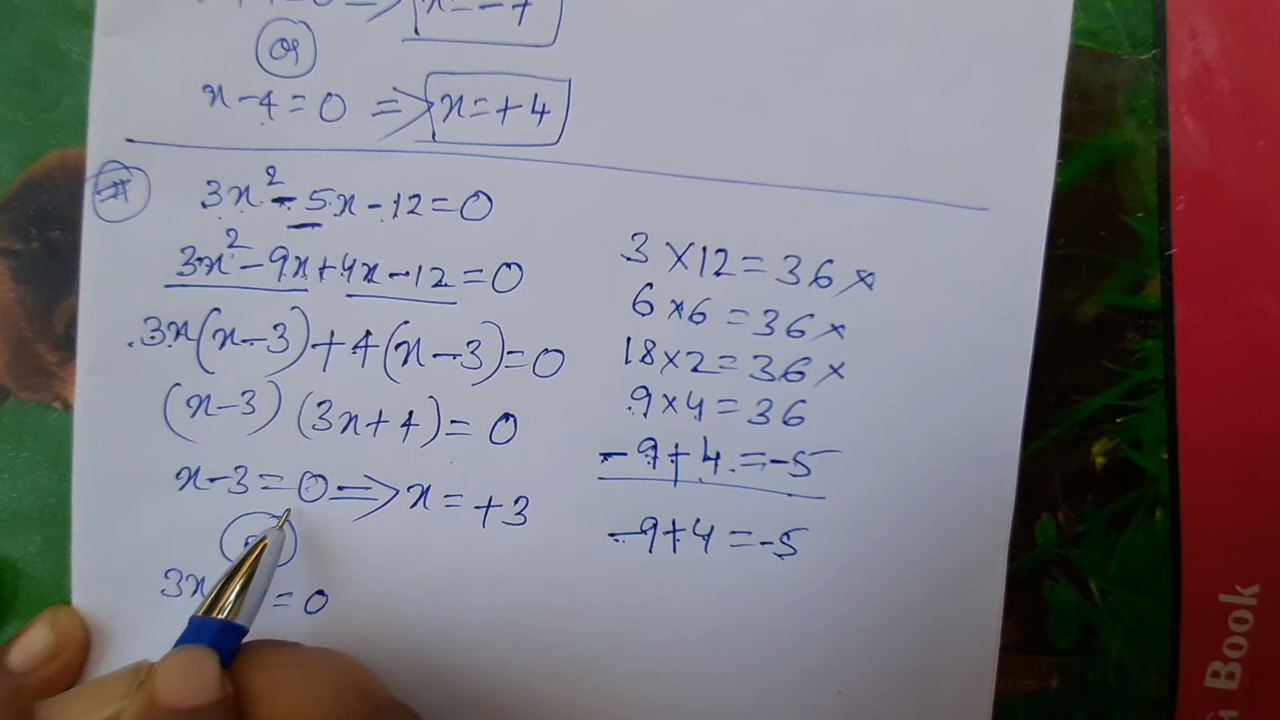 x = -7
or
x - 4 = 0 => x = +4
3x² - 5x - 12 = 0
3x² - 9x + 4x - 12 = 0
3x(x - 3) + 4(x - 3) = 0
(x - 3) (3x + 4) = 0
x - 3 = 0 => x = +3
3x = 0
3 × 12 = 36 ×
6 × 6 = 36 ×
18 × 2 = 36 ×
9 × 4 = 36
-9 + 4 = -5
-9 + 4 = -5
Book